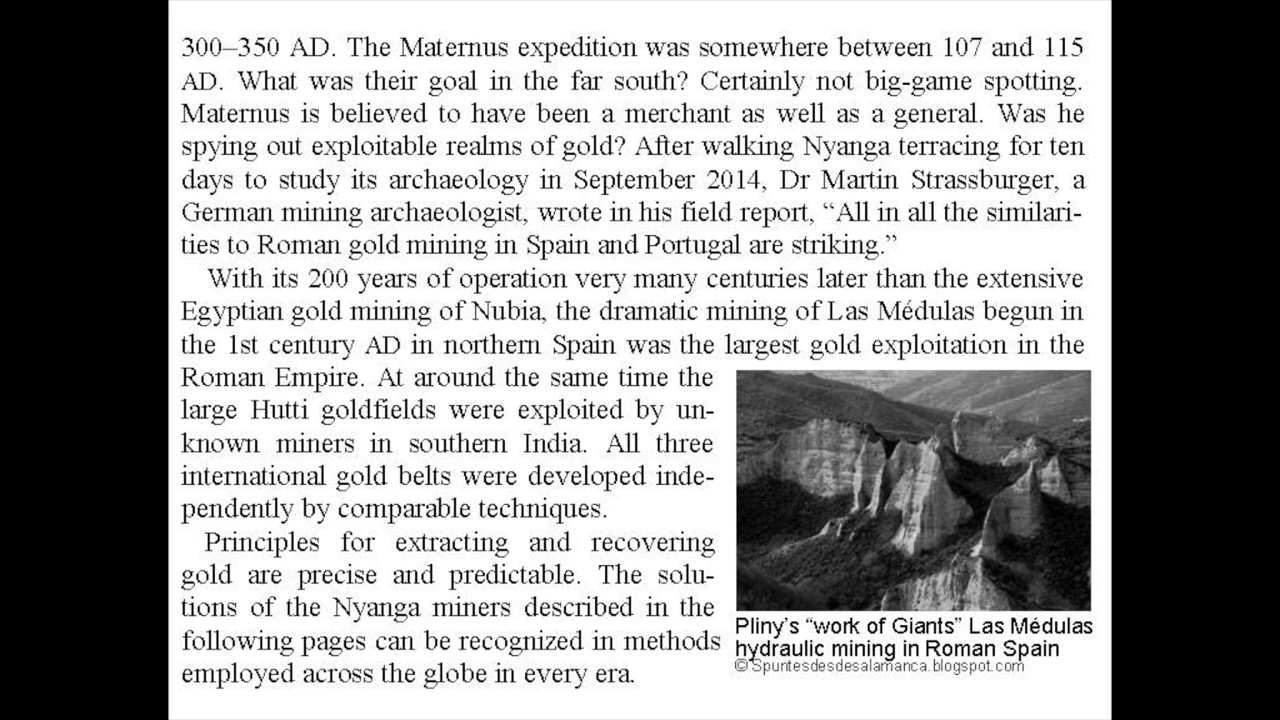 300–350 AD. The Maternus expedition was somewhere between 107 and 115
AD. What was their goal in the far south? Certainly not big-game spotting.
Maternus is believed to have been a merchant as well as a general. Was he
spying out exploitable realms of gold? After walking Nyanga terracing for ten
days to study its archaeology in September 2014, Dr Martin Strassburger, a
German mining archaeologist, wrote in his field report, “All in all the similari-
ties to Roman gold mining in Spain and Portugal are striking.”
With its 200 years of operation very many centuries later than the extensive
Egyptian gold mining of Nubia, the dramatic mining of Las Médulas begun in
the 1st century AD in northern Spain was the largest gold exploitation in the
Roman Empire. At around the same time the
large Hutti goldfields were exploited by un-
known miners in southern India. All three
international gold belts were developed inde-
pendently by comparable techniques.
Principles for extracting and recovering
gold are precise and predictable. The solu-
tions of the Nyanga miners described in the
following pages can be recognized in methods
employed across the globe in every era.
Pliny’s “work of Giants” Las Médulas
hydraulic mining in Roman Spain
© Spuntesdesdesalamanca.blogspot.com